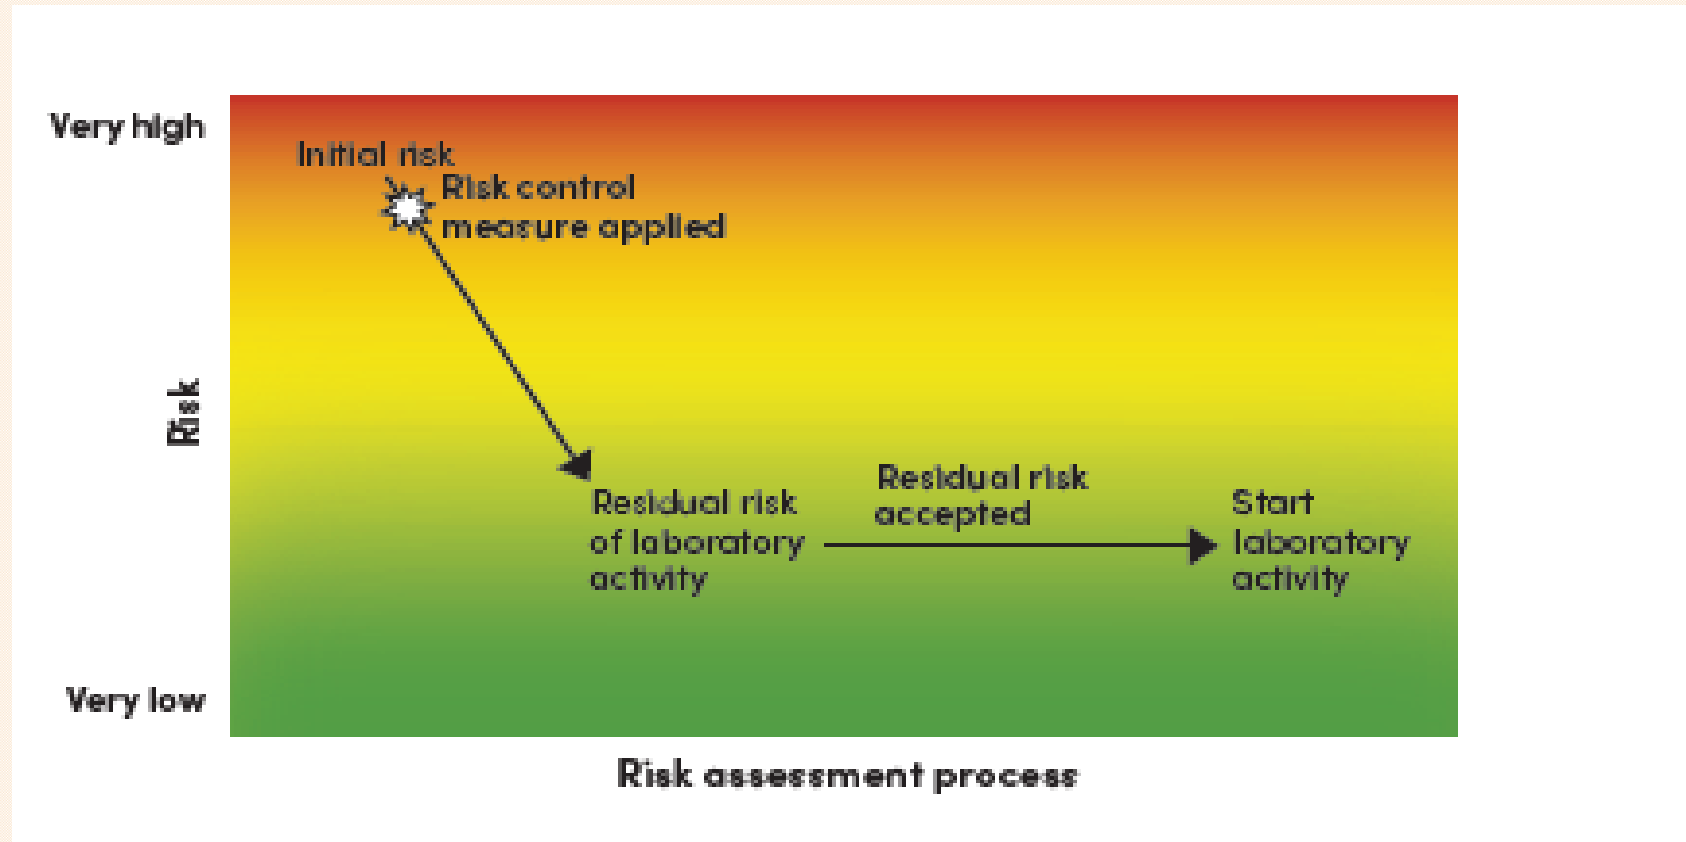 Very high
Initial risk
Risk control
measure applied
Risk
Residual risk
of laboratory
activity
Residual risk
accepted
Start
laboratory
activity
Very low
Risk assessment process